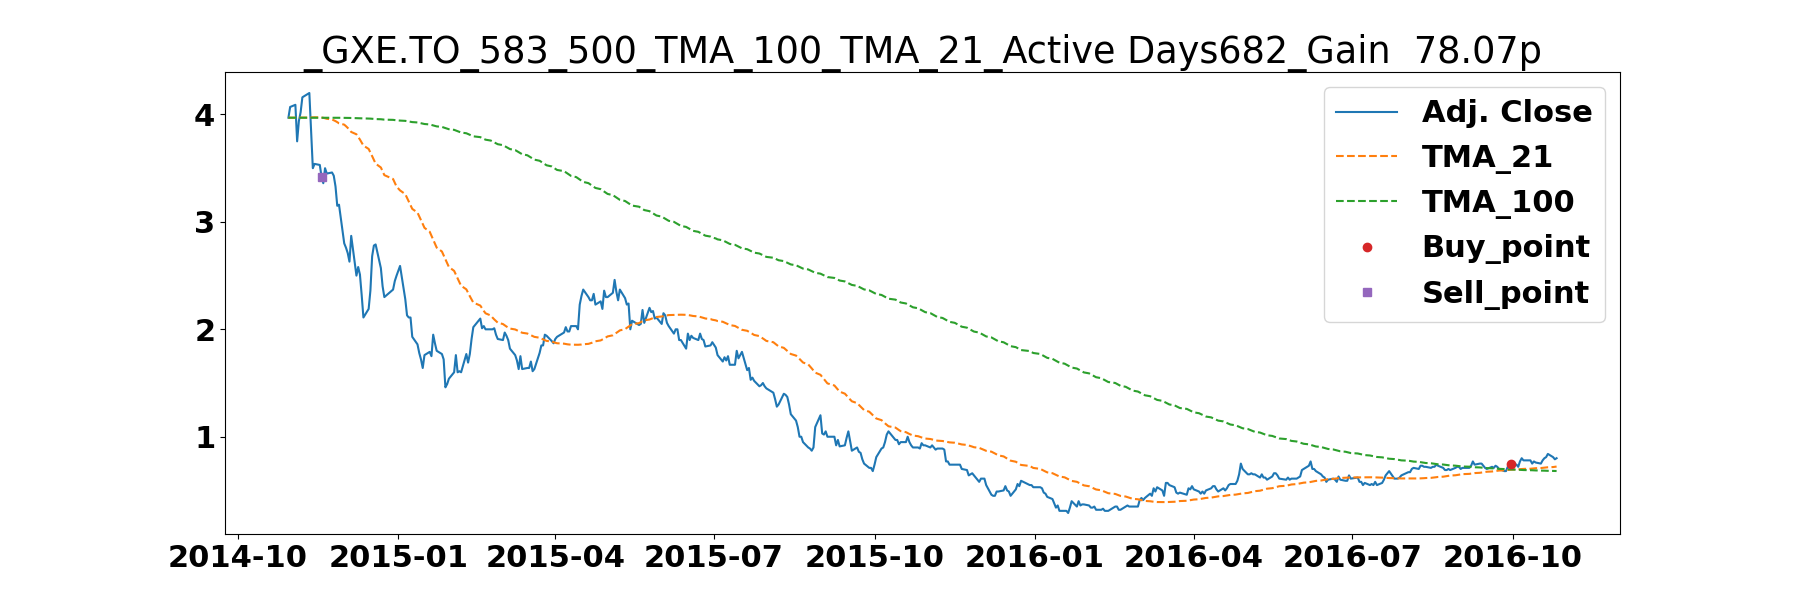 _GXE.TO_583_500_TMA_100_TMA_21_Active Days682_Gain  78.07p
4
3
2
1
Adj. Close
TMA_21
TMA_100
Buy_point
Sell_point
2014-10 2015-01 2015-04 2015-07 2015-10 2016-01 2016-04 2016-07 2016-10